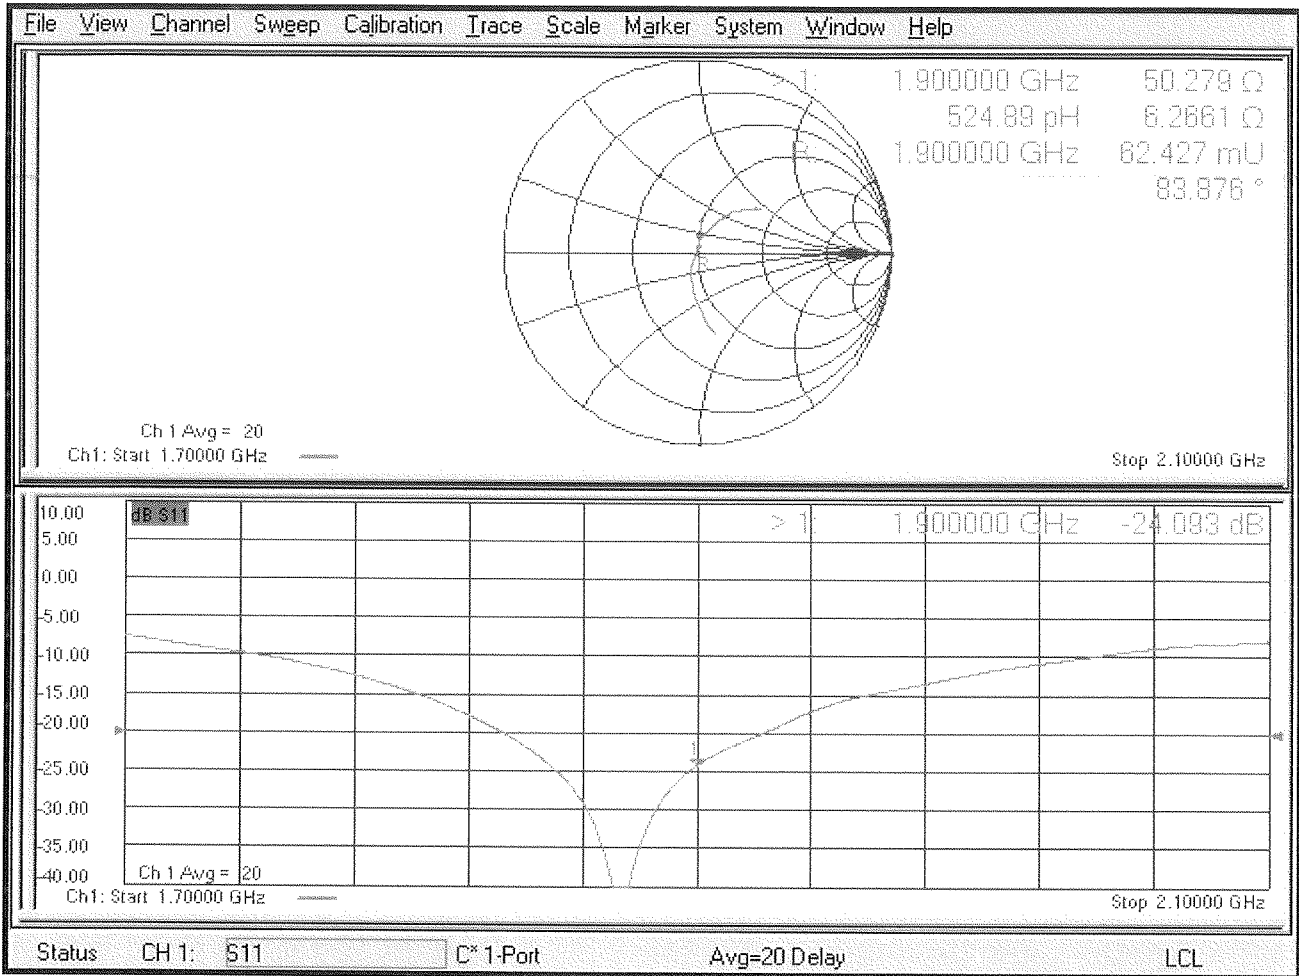 File View Channel Sweep Calibration Trace Scale Marker System Window Help
> 1: 1.900000 GHz 50.279 Ω
524.89 pH 6.2661 Ω
R: 1.900000 GHz 62.427 mU
83.876 °
R
Ch 1 Avg = 20
Ch1: Start 1.70000 GHz
Stop 2.10000 GHz
10.00
dB S11
> 1: 1.900000 GHz -24.093 dB
5.00
0.00
-5.00
-10.00
-15.00
-20.00
1
-25.00
-30.00
-35.00
-40.00
Ch 1 Avg = 20
Ch1: Start 1.70000 GHz
Stop 2.10000 GHz
Status CH 1: S11 C* 1-Port Avg=20 Delay LCL